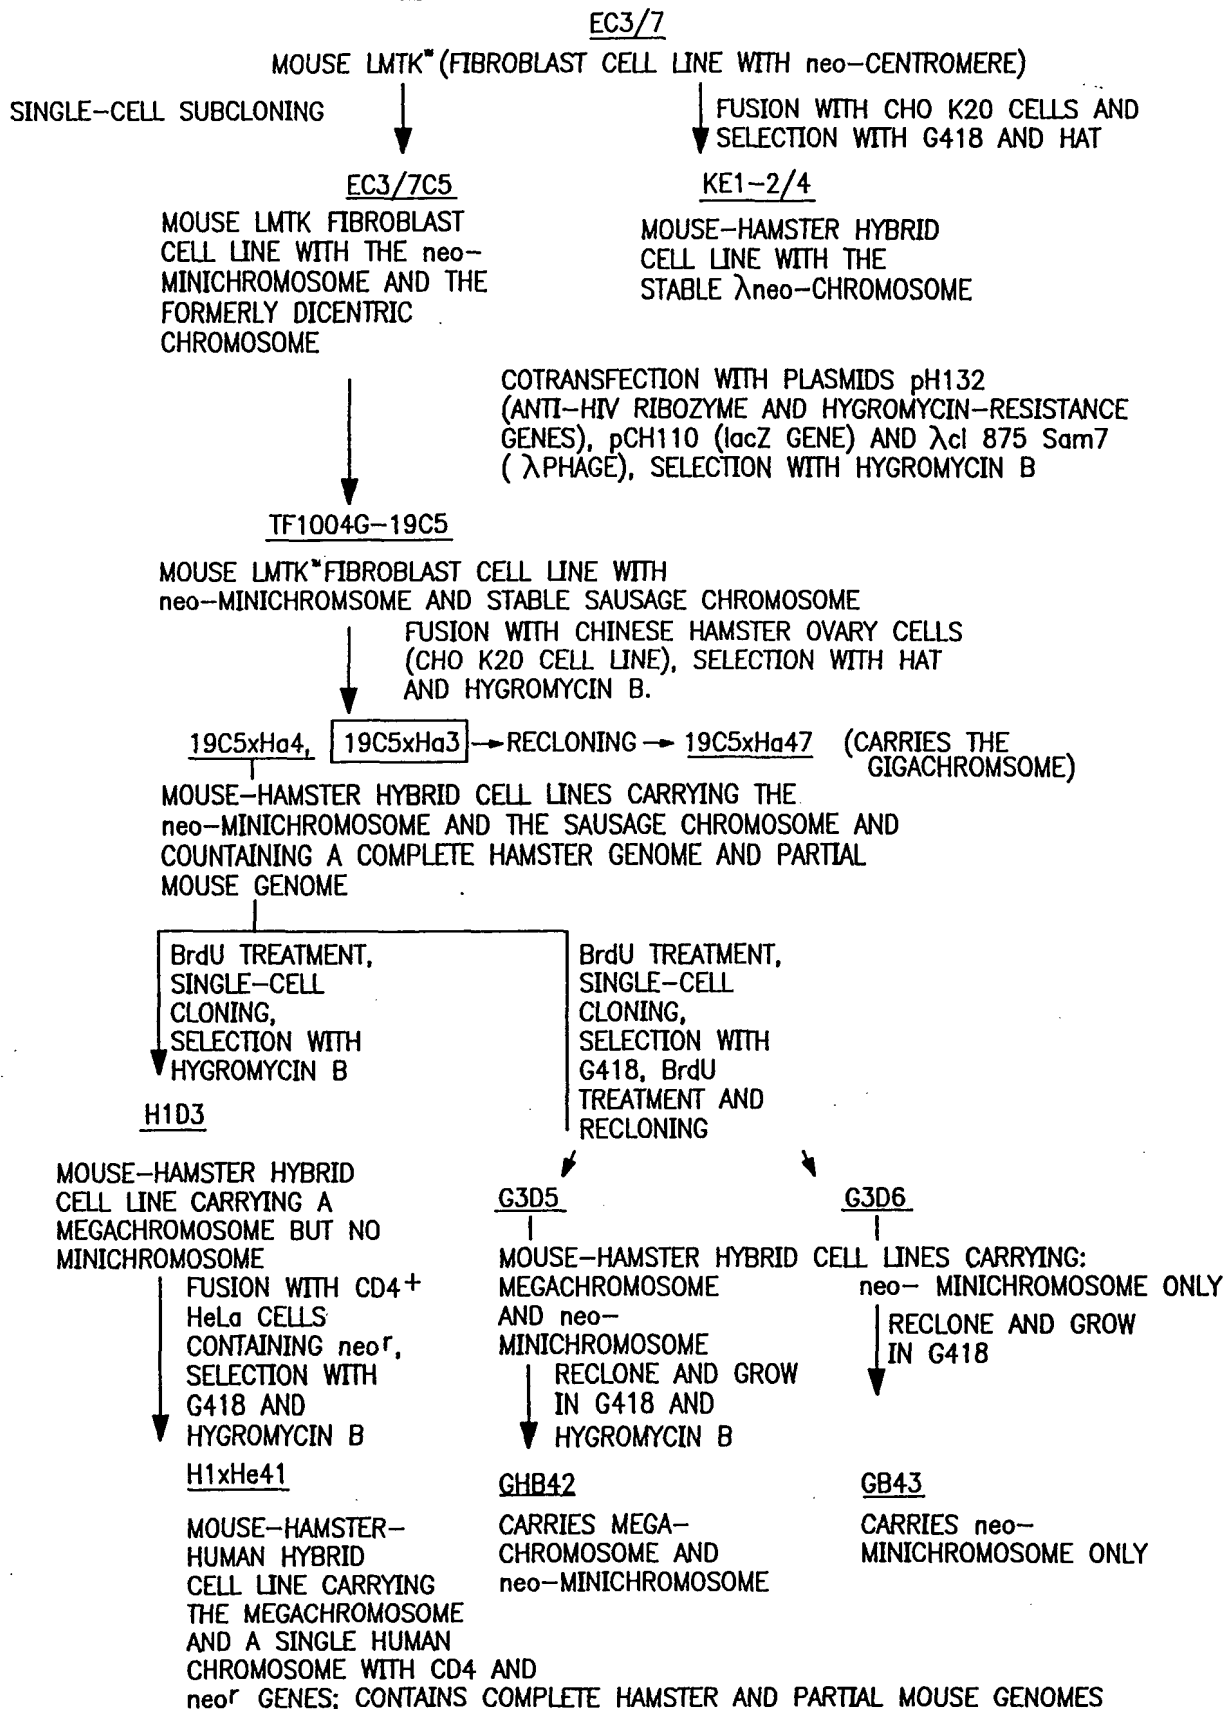 EC3/7
MOUSE LMTK⁻ (FIBROBLAST CELL LINE WITH neo-CENTROMERE)
SINGLE-CELL SUBCLONING
FUSION WITH CHO K20 CELLS AND
SELECTION WITH G418 AND HAT
EC3/7C5
MOUSE LMTK FIBROBLAST
CELL LINE WITH THE neo-
MINICHROMOSOME AND THE
FORMERLY DICENTRIC
CHROMOSOME
KE1-2/4
MOUSE-HAMSTER HYBRID
CELL LINE WITH THE
STABLE λneo-CHROMOSOME
COTRANSFECTION WITH PLASMIDS pH132
(ANTI-HIV RIBOZYME AND HYGROMYCIN-RESISTANCE
GENES), pCH110 (lacZ GENE) AND λcl 875 Sam7
( λPHAGE), SELECTION WITH HYGROMYCIN B
TF1004G-19C5
MOUSE LMTK⁻FIBROBLAST CELL LINE WITH
neo-MINICHROMSOME AND STABLE SAUSAGE CHROMOSOME
FUSION WITH CHINESE HAMSTER OVARY CELLS
(CHO K20 CELL LINE), SELECTION WITH HAT
AND HYGROMYCIN B.
19C5xHa4, 19C5xHa3 → RECLONING → 19C5xHa47 (CARRIES THE
GIGACHROMSOME)
MOUSE-HAMSTER HYBRID CELL LINES CARRYING THE
neo-MINICHROMOSOME AND THE SAUSAGE CHROMOSOME AND
COUNTAINING A COMPLETE HAMSTER GENOME AND PARTIAL
MOUSE GENOME
BrdU TREATMENT,
SINGLE-CELL
CLONING,
SELECTION WITH
HYGROMYCIN B
BrdU TREATMENT,
SINGLE-CELL
CLONING,
SELECTION WITH
G418, BrdU
TREATMENT AND
RECLONING
H1D3
MOUSE-HAMSTER HYBRID
CELL LINE CARRYING A
MEGACHROMOSOME BUT NO
MINICHROMOSOME
G3D5 G3D6
MOUSE-HAMSTER HYBRID CELL LINES CARRYING:
MEGACHROMOSOME
AND neo-
MINICHROMOSOME
neo- MINICHROMOSOME ONLY
FUSION WITH CD4+
HeLa CELLS
CONTAINING neoʳ,
SELECTION WITH
G418 AND
HYGROMYCIN B
RECLONE AND GROW
IN G418 AND
HYGROMYCIN B
RECLONE AND GROW
IN G418
H1xHe41
MOUSE-HAMSTER-
HUMAN HYBRID
CELL LINE CARRYING
THE MEGACHROMOSOME
AND A SINGLE HUMAN
CHROMOSOME WITH CD4 AND
neoʳ GENES; CONTAINS COMPLETE HAMSTER AND PARTIAL MOUSE GENOMES
GHB42
CARRIES MEGA-
CHROMOSOME AND
neo-MINICHROMOSOME
GB43
CARRIES neo-
MINICHROMOSOME ONLY